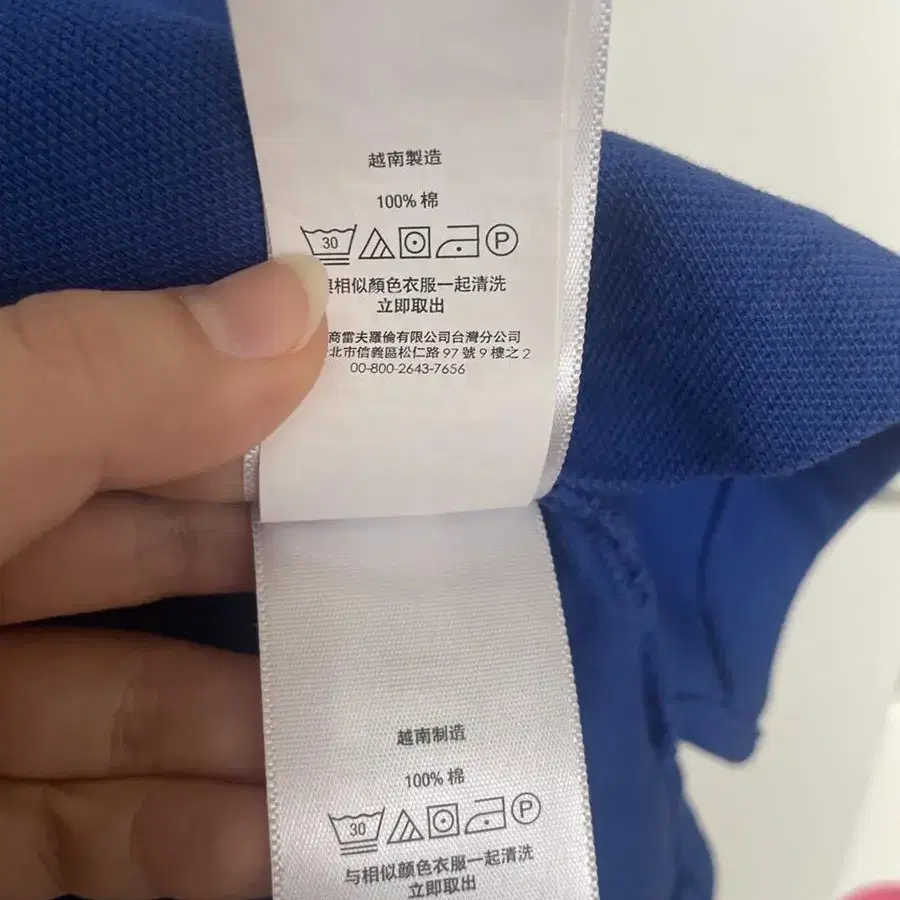 越南製造
100% 棉
30
P
相似顏色衣服一起清洗
立即取出
商雷夫羅倫有限公司台灣分公司
北市信義區松仁路 97 號 9 樓之 2
00-800-2643-7656
越南制造
100% 棉
30
P
与相似颜色衣服一起清洗
立即取出